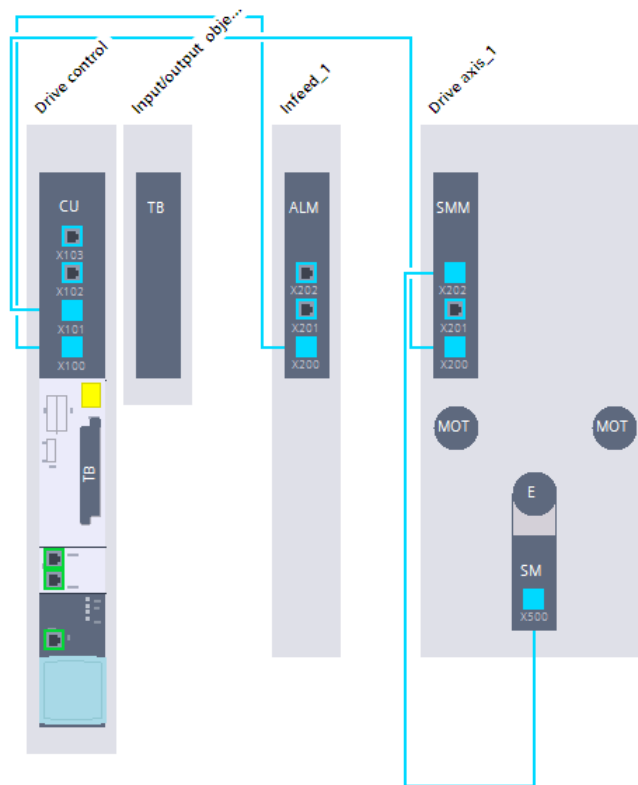 Drive control
Input/output obje...
Infeed_1
Drive axis_1
CU
X103
X102
X101
X100
TB
TB
ALM
X202
X201
X200
SMM
X202
X201
X200
MOT
MOT
E
SM
X500